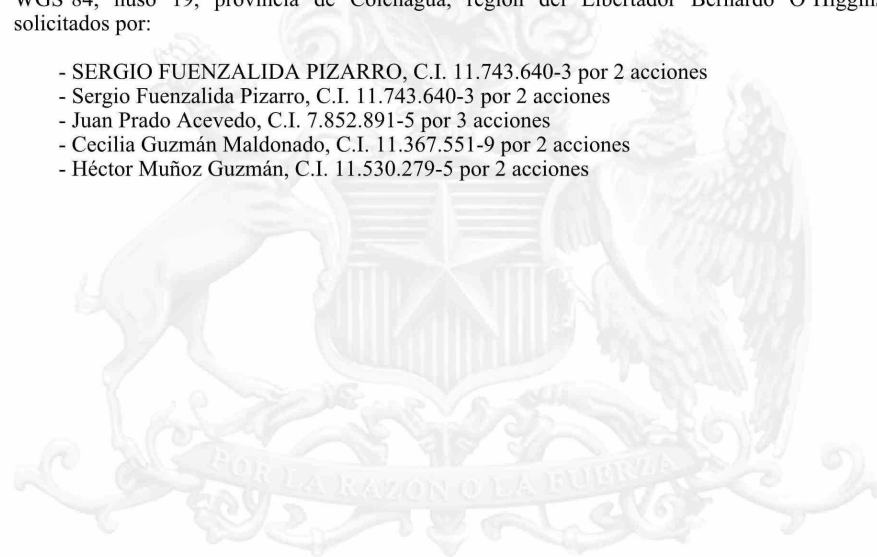 WGS 84, huso 19, provincia de Colchagua, región del Libertador Bernardo O'Higgins
solicitados por:
- SERGIO FUENZALIDA PIZARRO, C.I. 11.743.640-3 por 2 acciones
- Sergio Fuenzalida Pizarro, C.I. 11.743.640-3 por 2 acciones
- Juan Prado Acevedo, C.I. 7.852.891-5 por 3 acciones
- Cecilia Guzmán Maldonado, C.I. 11.367.551-9 por 2 acciones
- Héctor Muñoz Guzmán, C.I. 11.530.279-5 por 2 acciones
POR LA RAZÓN O LA FUERZA